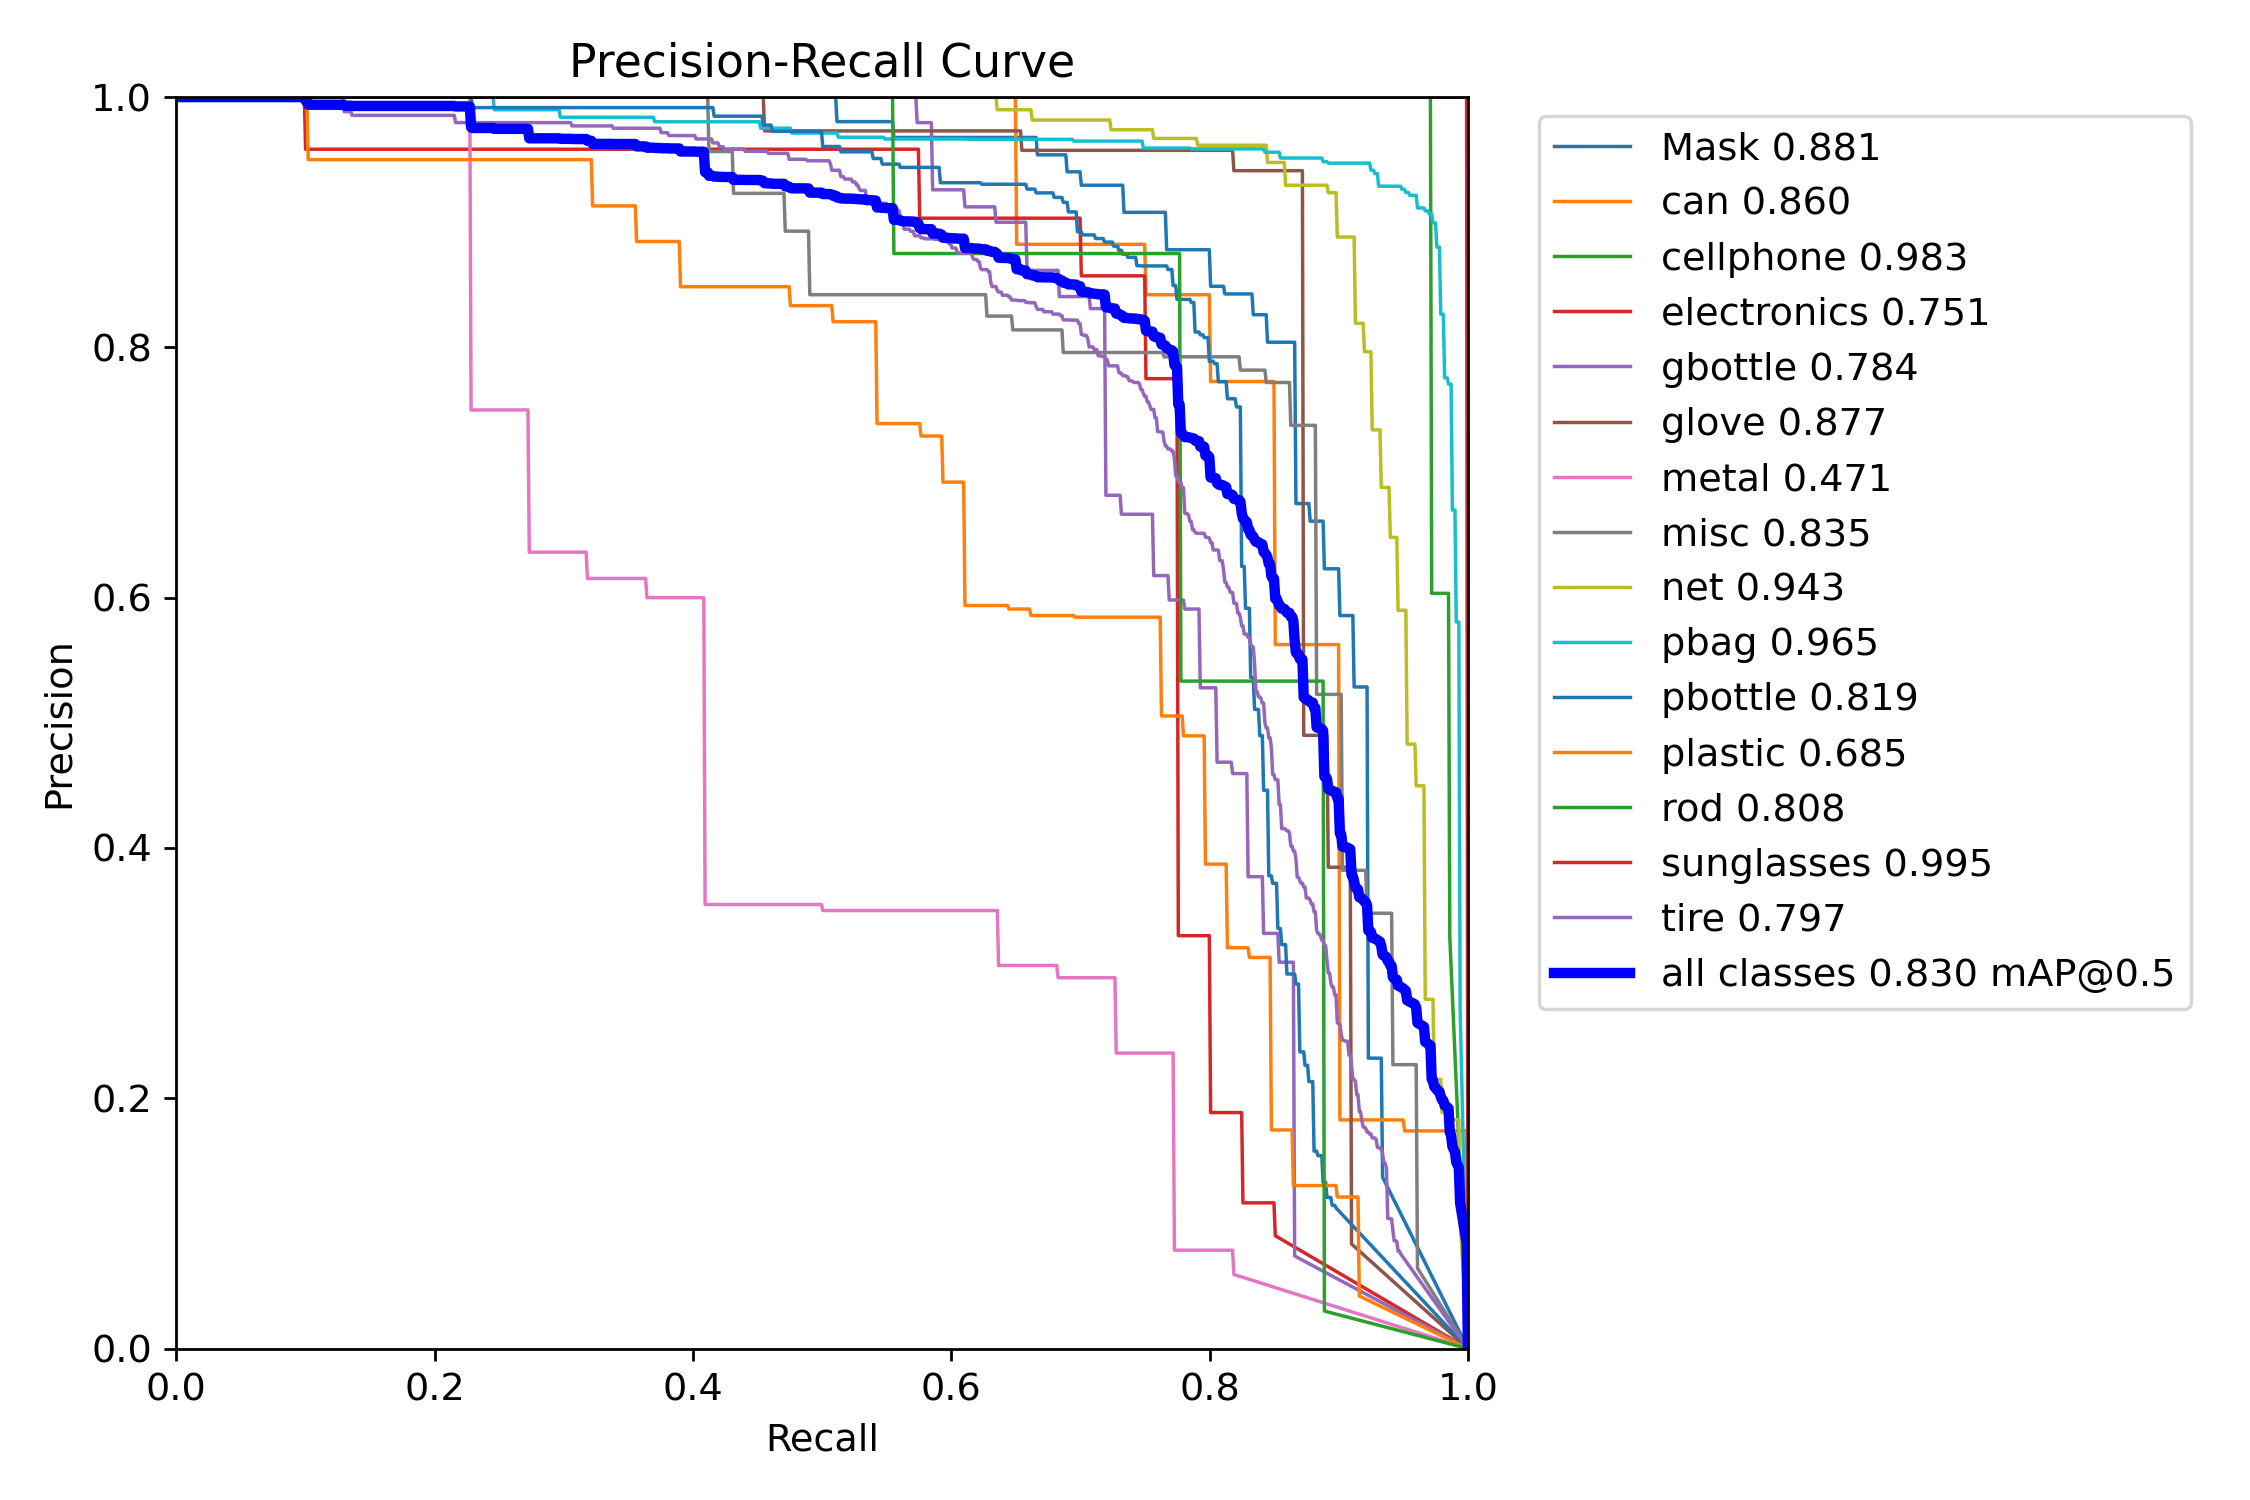 Precision-Recall Curve
1.0
0.8
0.6
0.4
0.2
0.0
Precision
0.0 0.2 0.4 0.6 0.8 1.0
Recall
Mask 0.881
can 0.860
cellphone 0.983
electronics 0.751
gbottle 0.784
glove 0.877
metal 0.471
misc 0.835
net 0.943
pbag 0.965
pbottle 0.819
plastic 0.685
rod 0.808
sunglasses 0.995
tire 0.797
all classes 0.830 mAP@0.5